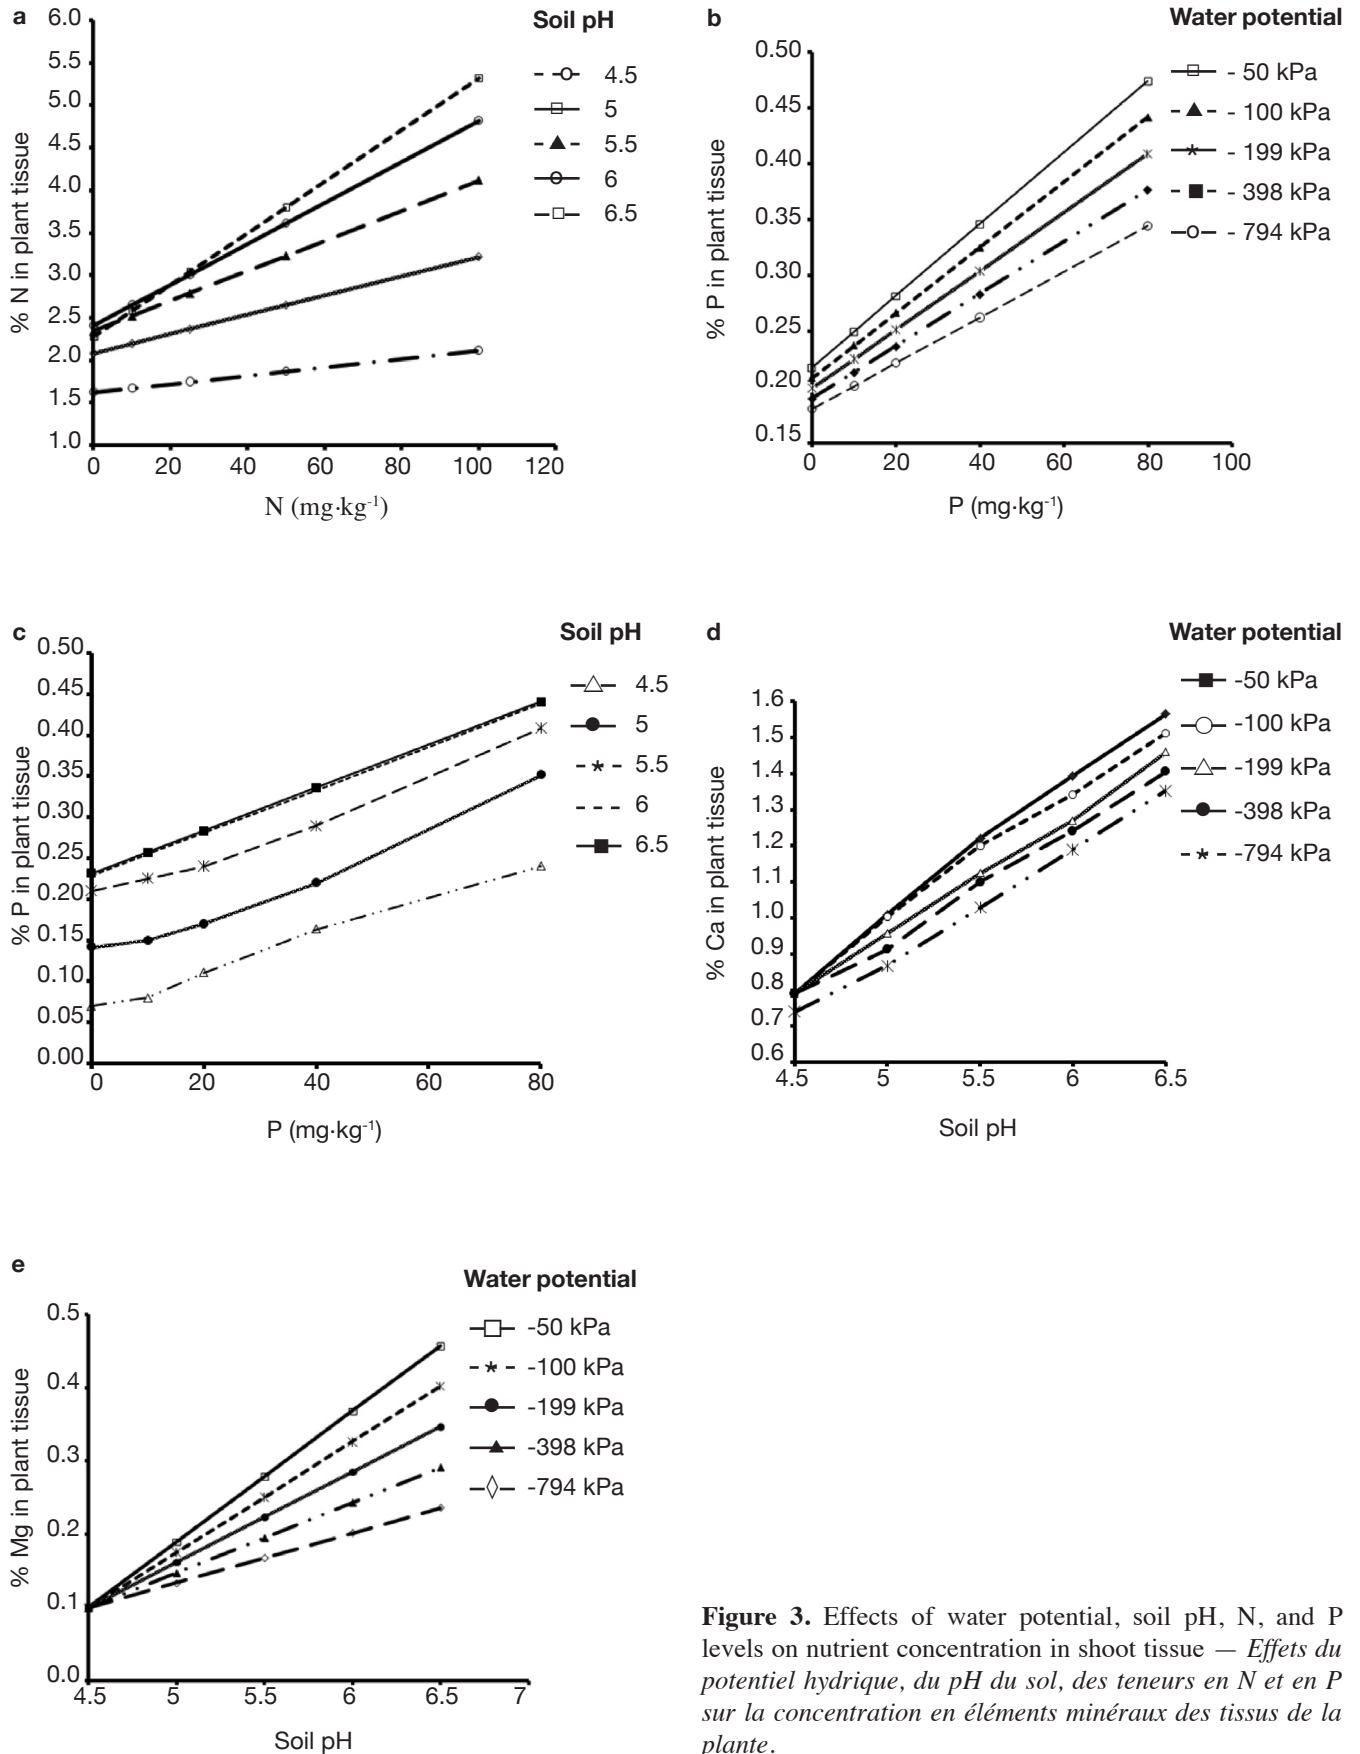 a
Soil pH
4.5
5
5.5
6
6.5
6.0
5.5
5.0
4.5
4.0
3.5
3.0
2.5
2.0
1.5
1.0
% N in plant tissue
0 20 40 60 80 100 120
N (mg·kg-1)
b
Water potential
- 50 kPa
- 100 kPa
- 199 kPa
- 398 kPa
- 794 kPa
0.50
0.45
0.40
0.35
0.30
0.25
0.20
0.15
% P in plant tissue
0 20 40 60 80 100
P (mg·kg-1)
c
Soil pH
4.5
5
5.5
6
6.5
0.50
0.45
0.40
0.35
0.30
0.25
0.20
0.15
0.10
0.05
0.00
% P in plant tissue
0 20 40 60 80
P (mg·kg-1)
d
Water potential
-50 kPa
-100 kPa
-199 kPa
-398 kPa
-794 kPa
1.6
1.5
1.4
1.3
1.2
1.1
1.0
0.9
0.8
0.7
0.6
% Ca in plant tissue
4.5 5 5.5 6 6.5
Soil pH
e
Water potential
-50 kPa
-100 kPa
-199 kPa
-398 kPa
-794 kPa
0.5
0.4
0.3
0.2
0.1
0.0
% Mg in plant tissue
4.5 5 5.5 6 6.5 7
Soil pH
Figure 3. Effects of water potential, soil pH, N, and P
levels on nutrient concentration in shoot tissue — Effets du
potentiel hydrique, du pH du sol, des teneurs en N et en P
sur la concentration en éléments minéraux des tissus de la
plante.